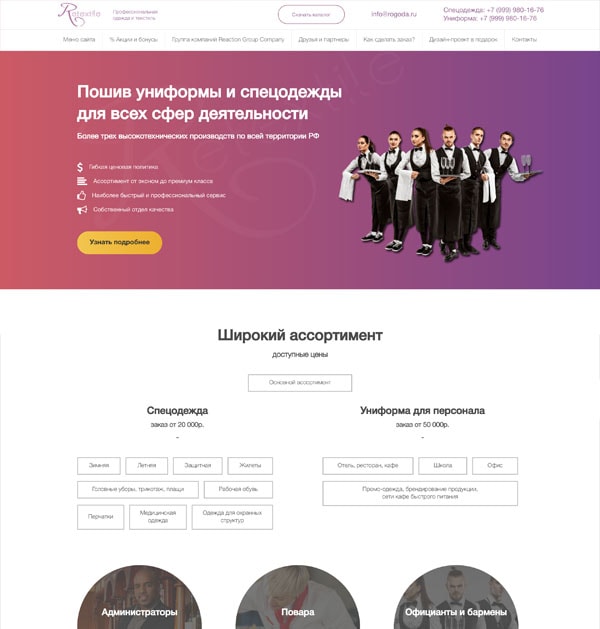 Rotextile
Профессиональная
одежда и текстиль
Скачать каталог
info@rogoda.ru
Спецодежда: +7 (999) 980-16-76
Униформа: +7 (999) 980-16-76
Меню сайта
% Акции и бонусы
Группа компаний Reaction Group Company
Друзья и партнеры
Как сделать заказ?
Дизайн-проект в подарок
Контакты
Пошив униформы и спецодежды
для всех сфер деятельности
Более трех высокотехнических производств по всей территории РФ
Гибкая ценовая политика
Ассортимент от эконом до премиум класса
Наиболее быстрый и профессиональный сервис
Собственный отдел качества
Узнать подробнее
Широкий ассортимент
доступные цены
Основной ассортимент
Спецодежда
заказ от 20 000р.
-
Зимняя
Летняя
Защитная
Жилеты
Головные уборы, трикотаж, плащи
Рабочая обувь
Перчатки
Медицинская
одежда
Одежда для охранных
структур
Униформа для персонала
заказ от 50 000р.
-
Отель, ресторан, кафе
Школа
Офис
Промо-одежда, брендирование продукции,
сети кафе быстрого питания
Администраторы
Повара
Официанты и бармены